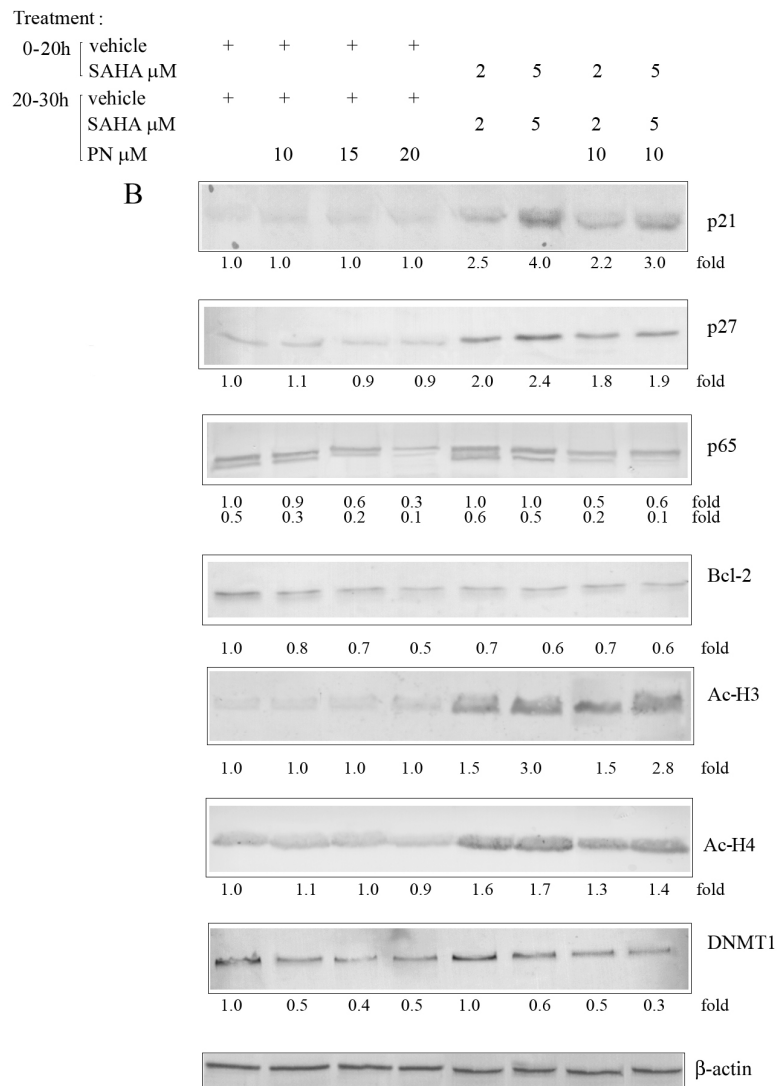 Treatment :
0-20h vehicle + + + +
SAHA μM 2 5 2 5
20-30h vehicle + + + +
SAHA μM 2 5 2 5
PN μM 10 15 20 10 10
B
p21
1.0 1.0 1.0 1.0 2.5 4.0 2.2 3.0 fold
p27
1.0 1.1 0.9 0.9 2.0 2.4 1.8 1.9 fold
p65
1.0 0.9 0.6 0.3 1.0 1.0 0.5 0.6 fold
0.5 0.3 0.2 0.1 0.6 0.5 0.2 0.1 fold
Bcl-2
1.0 0.8 0.7 0.5 0.7 0.6 0.7 0.6 fold
Ac-H3
1.0 1.0 1.0 1.0 1.5 3.0 1.5 2.8 fold
Ac-H4
1.0 1.1 1.0 0.9 1.6 1.7 1.3 1.4 fold
DNMT1
1.0 0.5 0.4 0.5 1.0 0.6 0.5 0.3 fold
β-actin